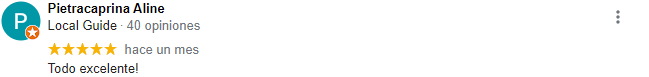 P
Pietracaprina Aline
Local Guide · 40 opiniones
hace un mes
Todo excelente!